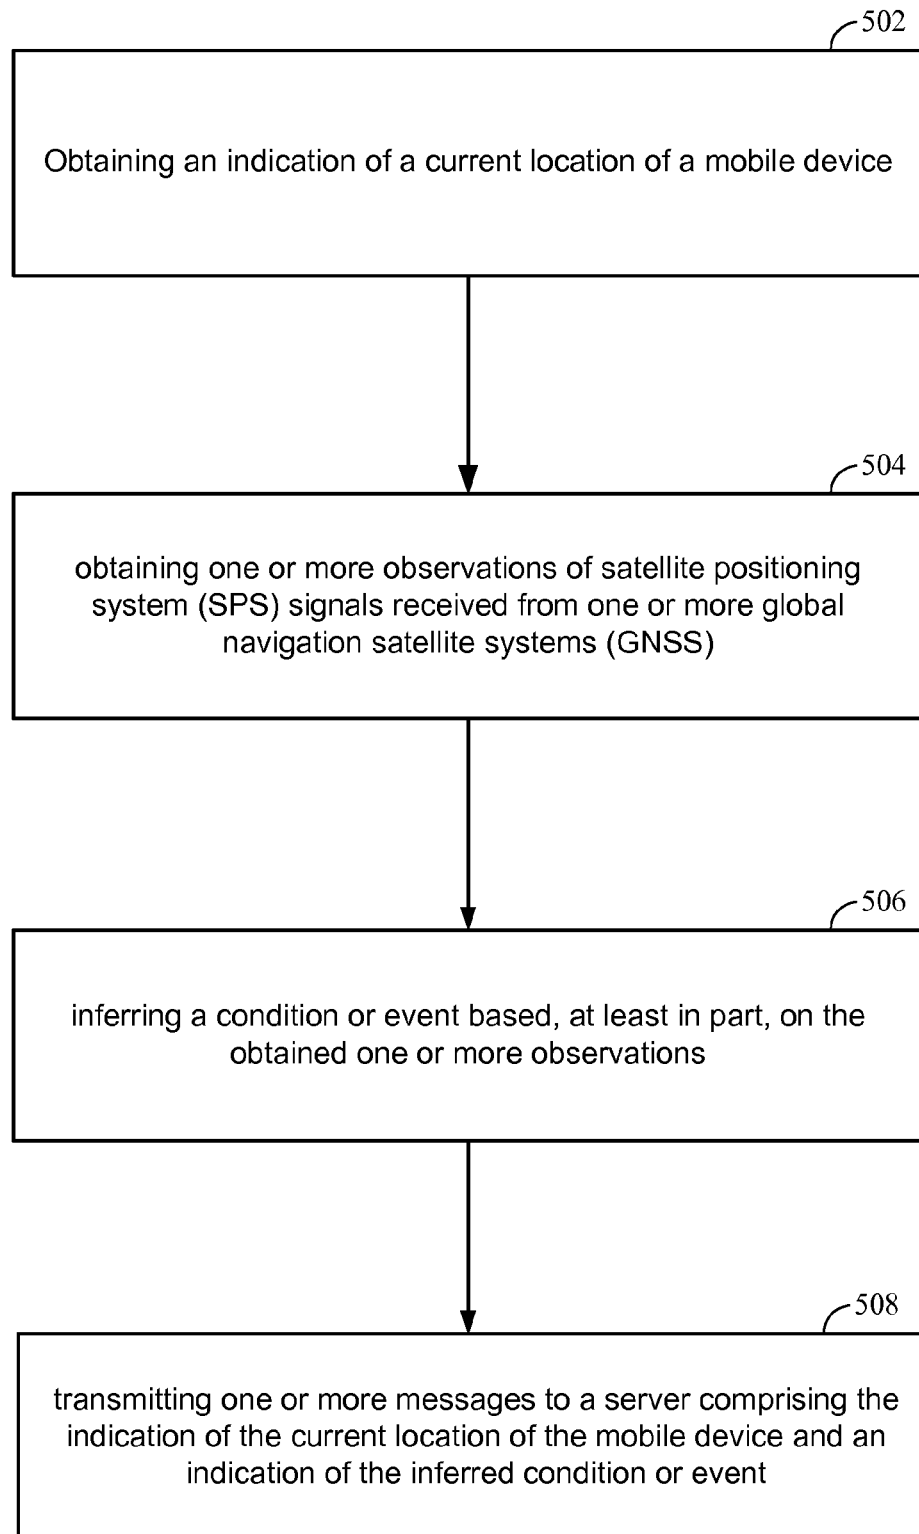 502
Obtaining an indication of a current location of a mobile device
504
obtaining one or more observations of satellite positioning
system (SPS) signals received from one or more global
navigation satellite systems (GNSS)
506
inferring a condition or event based, at least in part, on the
obtained one or more observations
508
transmitting one or more messages to a server comprising the
indication of the current location of the mobile device and an
indication of the inferred condition or event